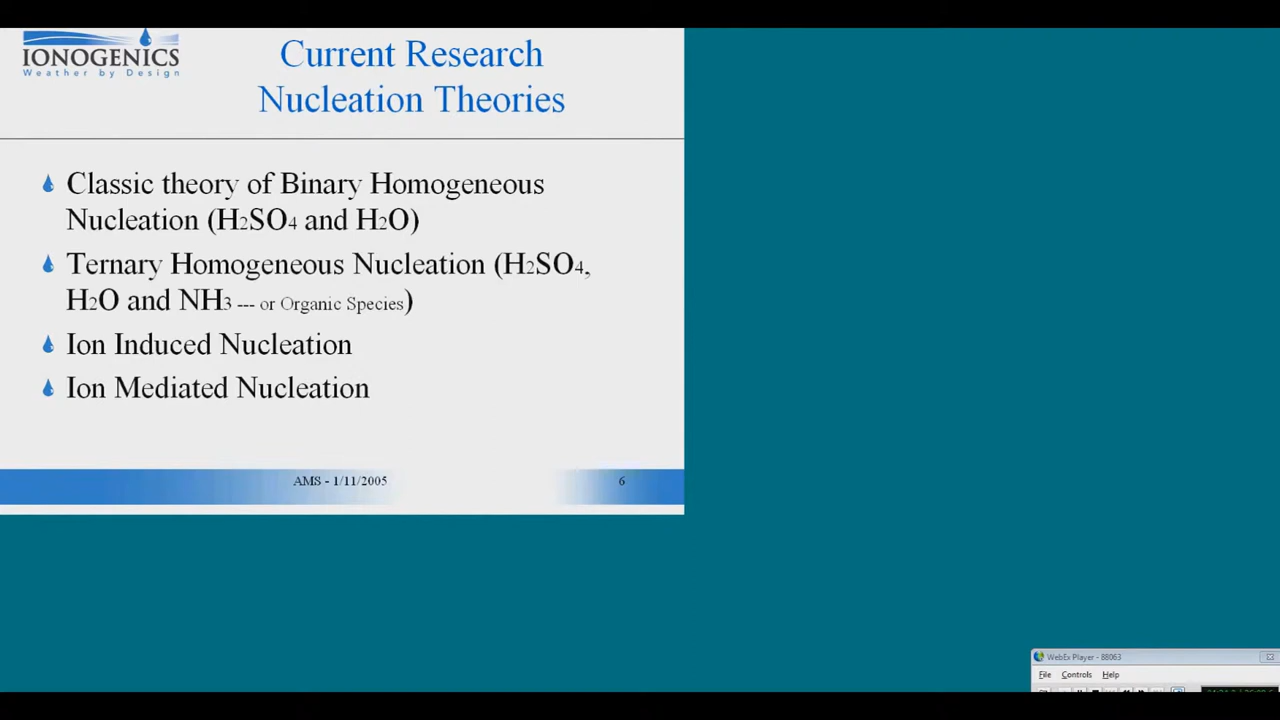 IONOGENICS
Weather by Design
Current Research
Nucleation Theories
Classic theory of Binary Homogeneous
Nucleation (H2SO4 and H2O)
Ternary Homogeneous Nucleation (H2SO4,
H2O and NH3 --- or Organic Species)
Ion Induced Nucleation
Ion Mediated Nucleation
AMS - 1/11/2005
6
WebEx Player - 88063
File Controls Help